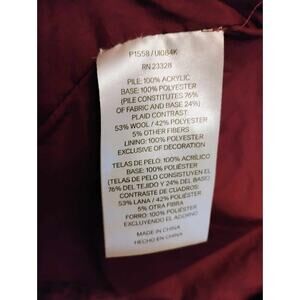 P1558 / UI084K
RN 23328
PILE: 100% ACRYLIC
BASE: 100% POLYESTER
(PILE CONSTITUTES 76%
OF FABRIC AND BASE 24%)
PLAID CONTRAST:
53% WOOL / 42% POLYESTER
5% OTHER FIBERS
LINING: 100% POLYESTER
EXCLUSIVE OF DECORATION
TELAS DE PELO: 100% ACRÍLICO
BASE: 100% POLIÉSTER
(TELAS DE PELO CONSISTUYEN EL
76% DEL TEJIDO Y 24% DEL BASE)
CONTRASTE DE CUADROS:
53% LANA / 42% POLIÉSTER
5% OTRA FIBRA
FORRO: 100% POLIÉSTER
EXCLUYENDO EL ADORNO
MADE IN CHINA
HECHO EN CHINA